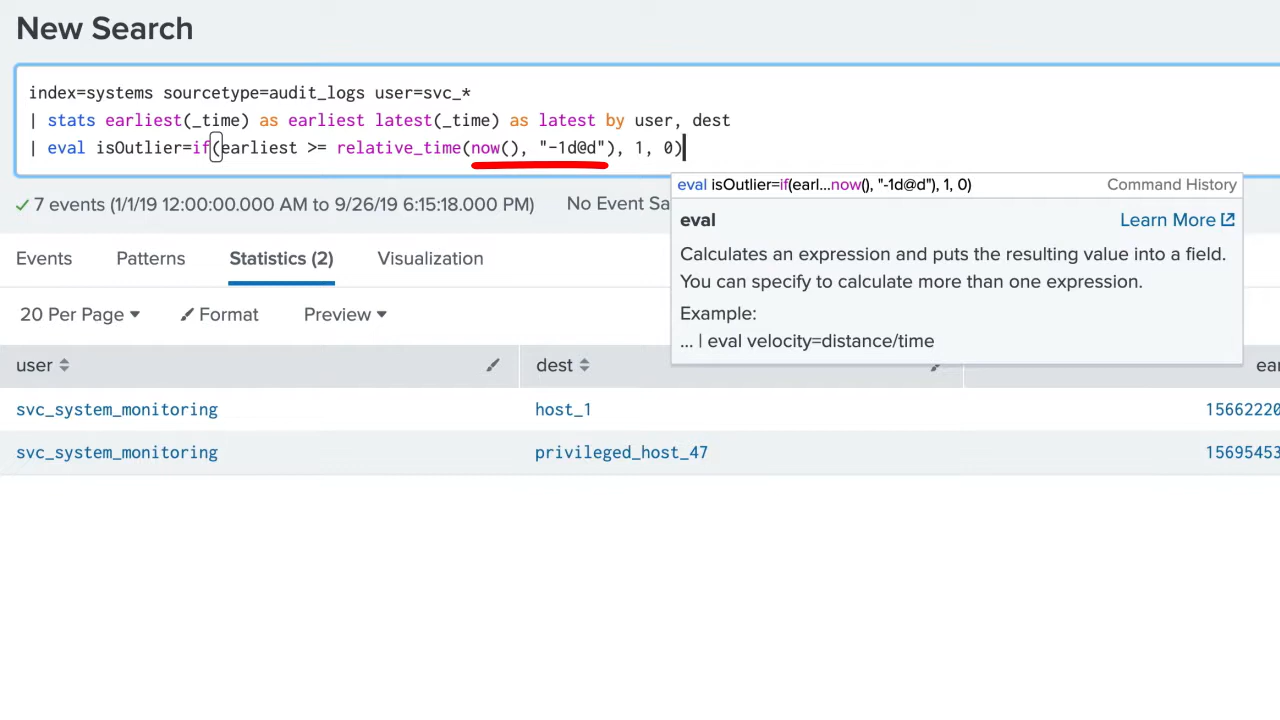 New Search
index=systems sourcetype=audit_logs user=svc_*
| stats earliest(_time) as earliest latest(_time) as latest by user, dest
| eval isOutlier=if(earliest >= relative_time(now(), "-1d@d"), 1, 0)
eval isOutlier=if(earl...now(), "-1d@d"), 1, 0) Command History
7 events (1/1/19 12:00:00.000 AM to 9/26/19 6:15:18.000 PM) No Event Sa
eval Learn More
Calculates an expression and puts the resulting value into a field.
You can specify to calculate more than one expression.
Example:
... | eval velocity=distance/time
Events Patterns Statistics (2) Visualization
20 Per Page Format Preview
user dest ear
svc_system_monitoring host_1 15662220
svc_system_monitoring privileged_host_47 15695453